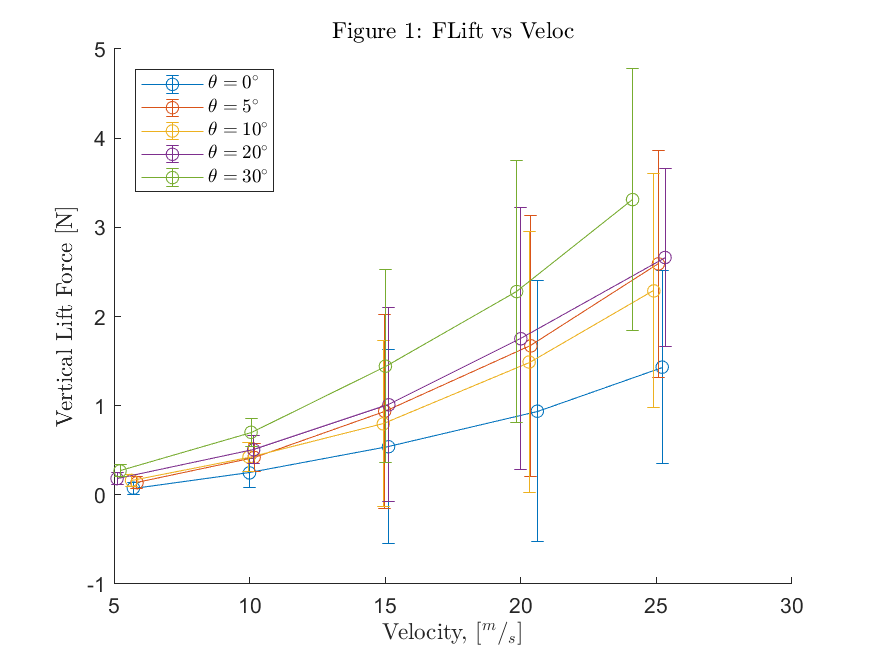 Figure 1: FLift vs Veloc
5
θ = 0°
θ = 5°
θ = 10°
θ = 20°
θ = 30°
4
3
2
1
0
-1
Vertical Lift Force [N]
5 10 15 20 25 30
Velocity, [m/s]